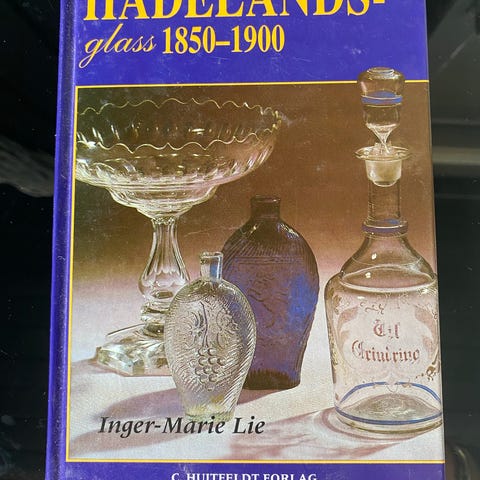 HADELANDS-
glass 1850–1900
Til
Erindring
Inger-Marie Lie
C. HUITFELDT FORLAG